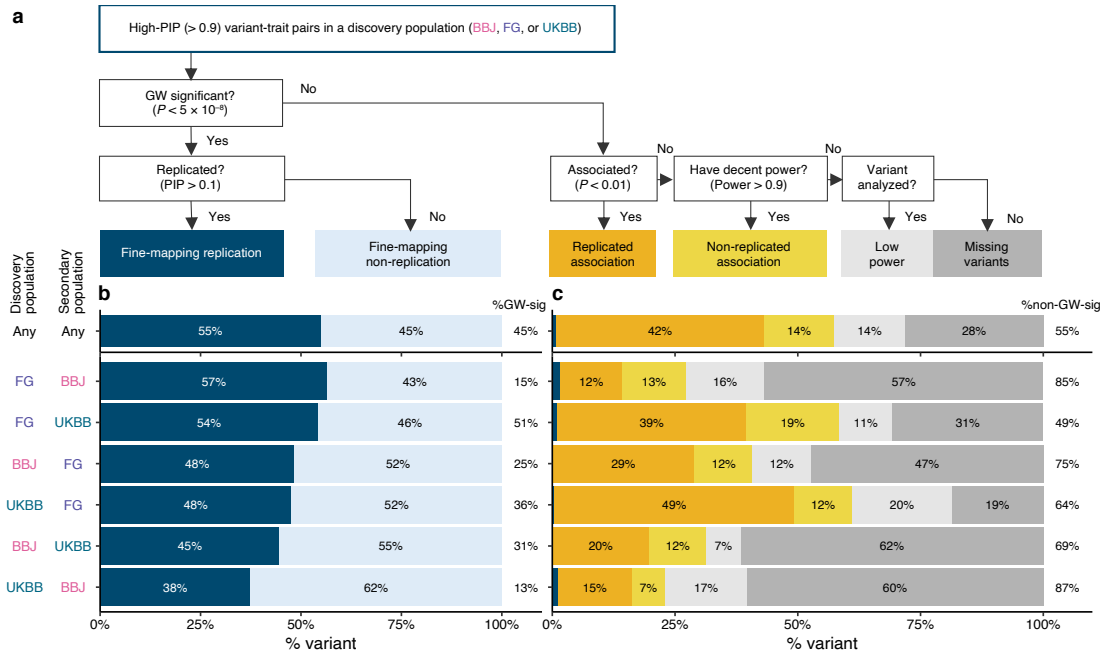 a
High-PIP (> 0.9) variant-trait pairs in a discovery population (BBJ, FG, or UKBB)
GW significant?
(P < 5 × 10⁻⁸)
No
Yes
Replicated?
(PIP > 0.1)
Associated?
(P < 0.01)
No
Have decent power?
(Power > 0.9)
No
Variant
analyzed?
Yes
No
Yes
Yes
Yes
No
Fine-mapping replication
Fine-mapping
non-replication
Replicated
association
Non-replicated
association
Low
power
Missing
variants
Discovery
population
Secondary
population
b
%GW-sig
c
%non-GW-sig
Any Any 55% 45% 45% 42% 14% 14% 28% 55%
FG BBJ 57% 43% 15% 12% 13% 16% 57% 85%
FG UKBB 54% 46% 51% 39% 19% 11% 31% 49%
BBJ FG 48% 52% 25% 29% 12% 12% 47% 75%
UKBB FG 48% 52% 36% 49% 12% 20% 19% 64%
BBJ UKBB 45% 55% 31% 20% 12% 7% 62% 69%
UKBB BBJ 38% 62% 13% 15% 7% 17% 60% 87%
0% 25% 50% 75% 100% 0% 25% 50% 75% 100%
% variant % variant